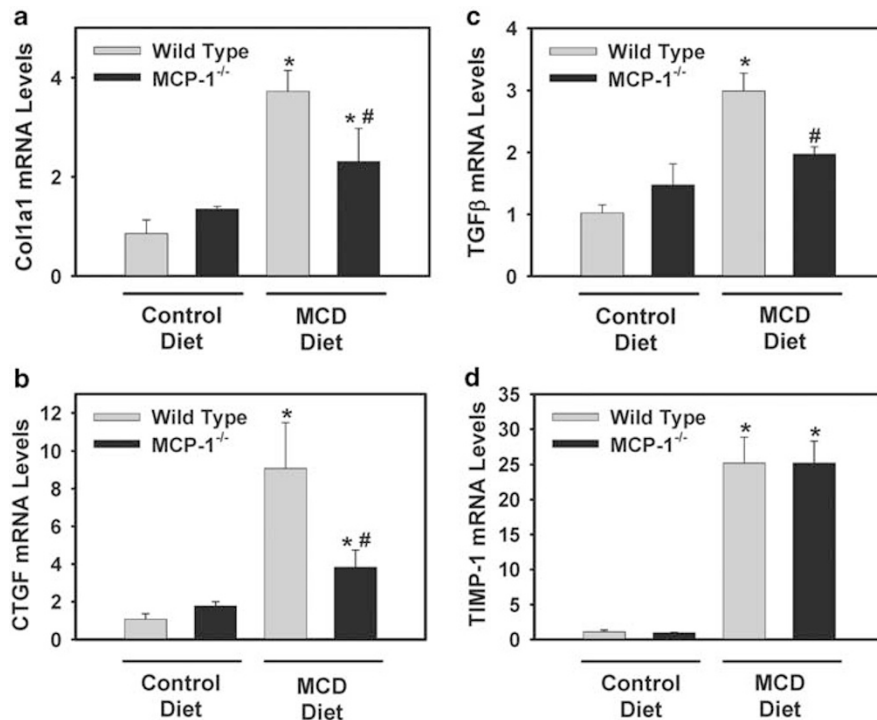 a
Col1a1 mRNA Levels
4
2
0
Wild Type
MCP-1-/-
*
* #
Control
Diet
MCD
Diet
c
TGFβ mRNA Levels
4
3
2
1
0
Wild Type
MCP-1-/-
*
#
Control
Diet
MCD
Diet
b
CTGF mRNA Levels
12
10
8
6
4
2
0
Wild Type
MCP-1-/-
*
* #
Control
Diet
MCD
Diet
d
TIMP-1 mRNA Levels
35
30
25
20
15
10
5
0
Wild Type
MCP-1-/-
*
*
Control
Diet
MCD
Diet